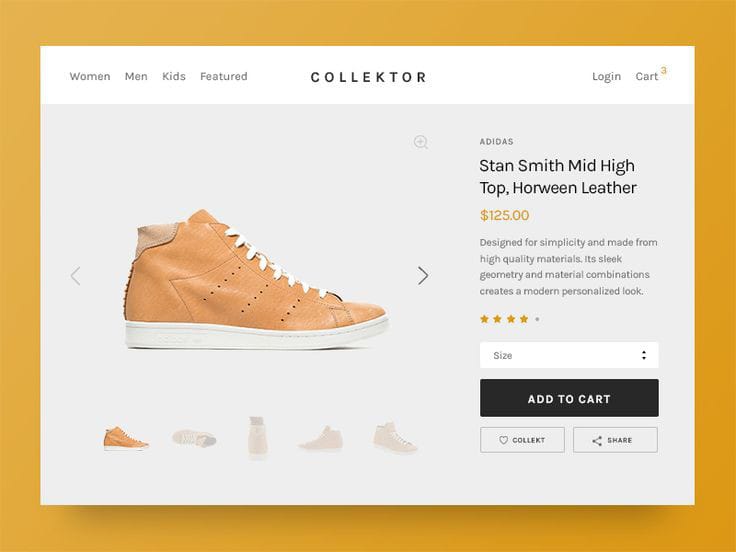 Women Men Kids Featured
COLLEKTOR
Login Cart 3
ADIDAS
Stan Smith Mid High
Top, Horween Leather
$125.00
Designed for simplicity and made from
high quality materials. Its sleek
geometry and material combinations
creates a modern personalized look.
Size
ADD TO CART
COLLEKT
SHARE